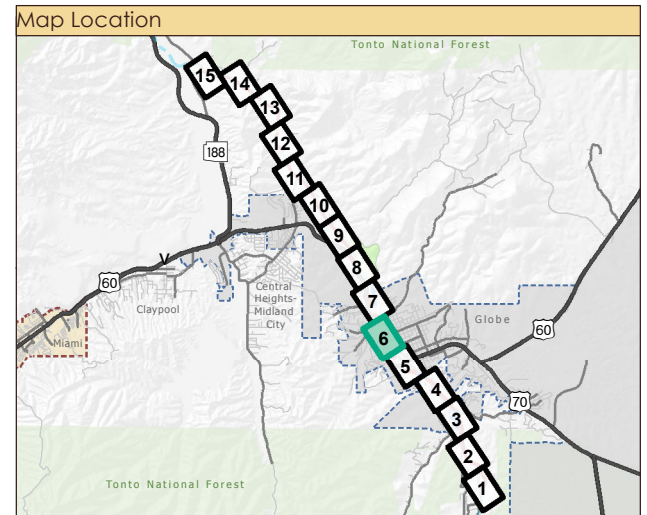 Map Location
Tonto National Forest
15
14
13
12
188
11
10
9
8
60
Central
Heights-
Midland
City
Claypool
7
Globe
60
Miami
6
5
4
70
3
2
Tonto National Forest
1